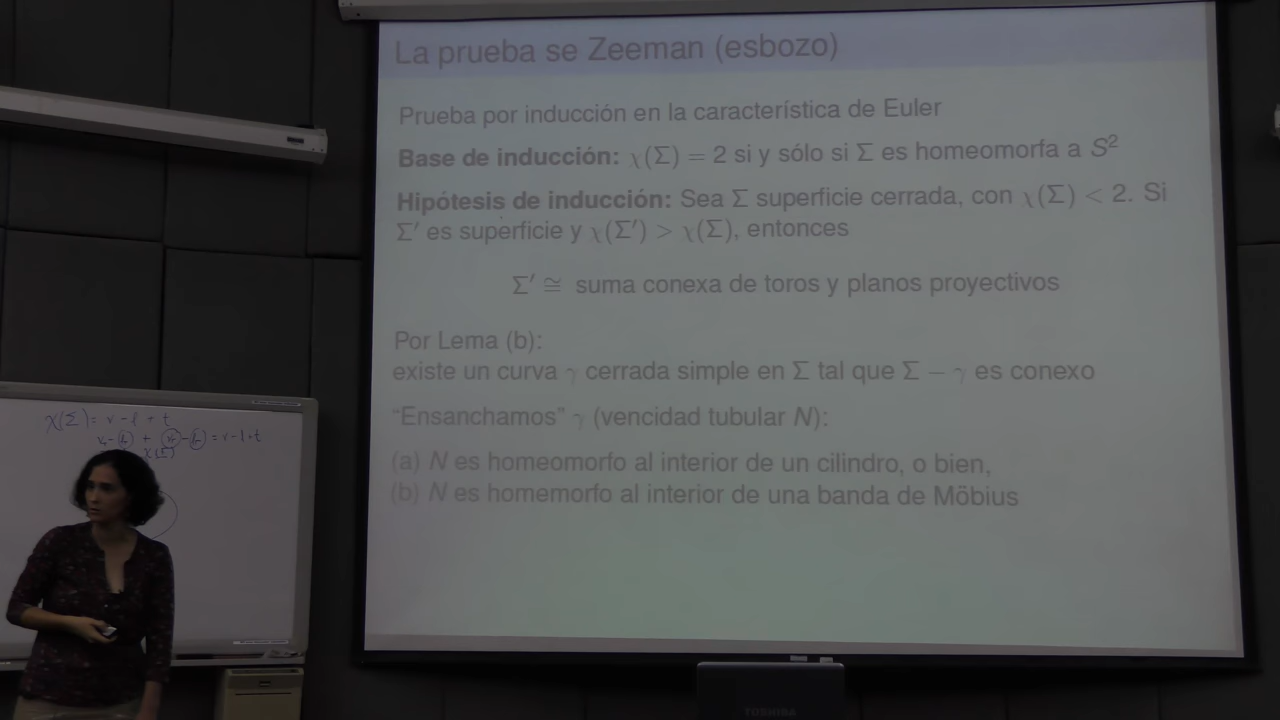 La prueba se Zeeman (esbozo)
Prueba por inducción en la característica de Euler
Base de inducción: χ(Σ) = 2 si y sólo si Σ es homeomorfa a S²
Hipótesis de inducción: Sea Σ superficie cerrada, con χ(Σ) < 2. Si
Σ′ es superficie y χ(Σ′) > χ(Σ), entonces
Σ′ ≅ suma conexa de toros y planos proyectivos
Por Lema (b):
existe un curva γ cerrada simple en Σ tal que Σ − γ es conexo
“Ensanchamos” γ (vencidad tubular N):
(a) N es homeomorfo al interior de un cilindro, o bien,
(b) N es homemorfo al interior de una banda de Möbius
χ(Σ) = v − l + t
= v − l + t
χ(Σ)
TOSHIBA